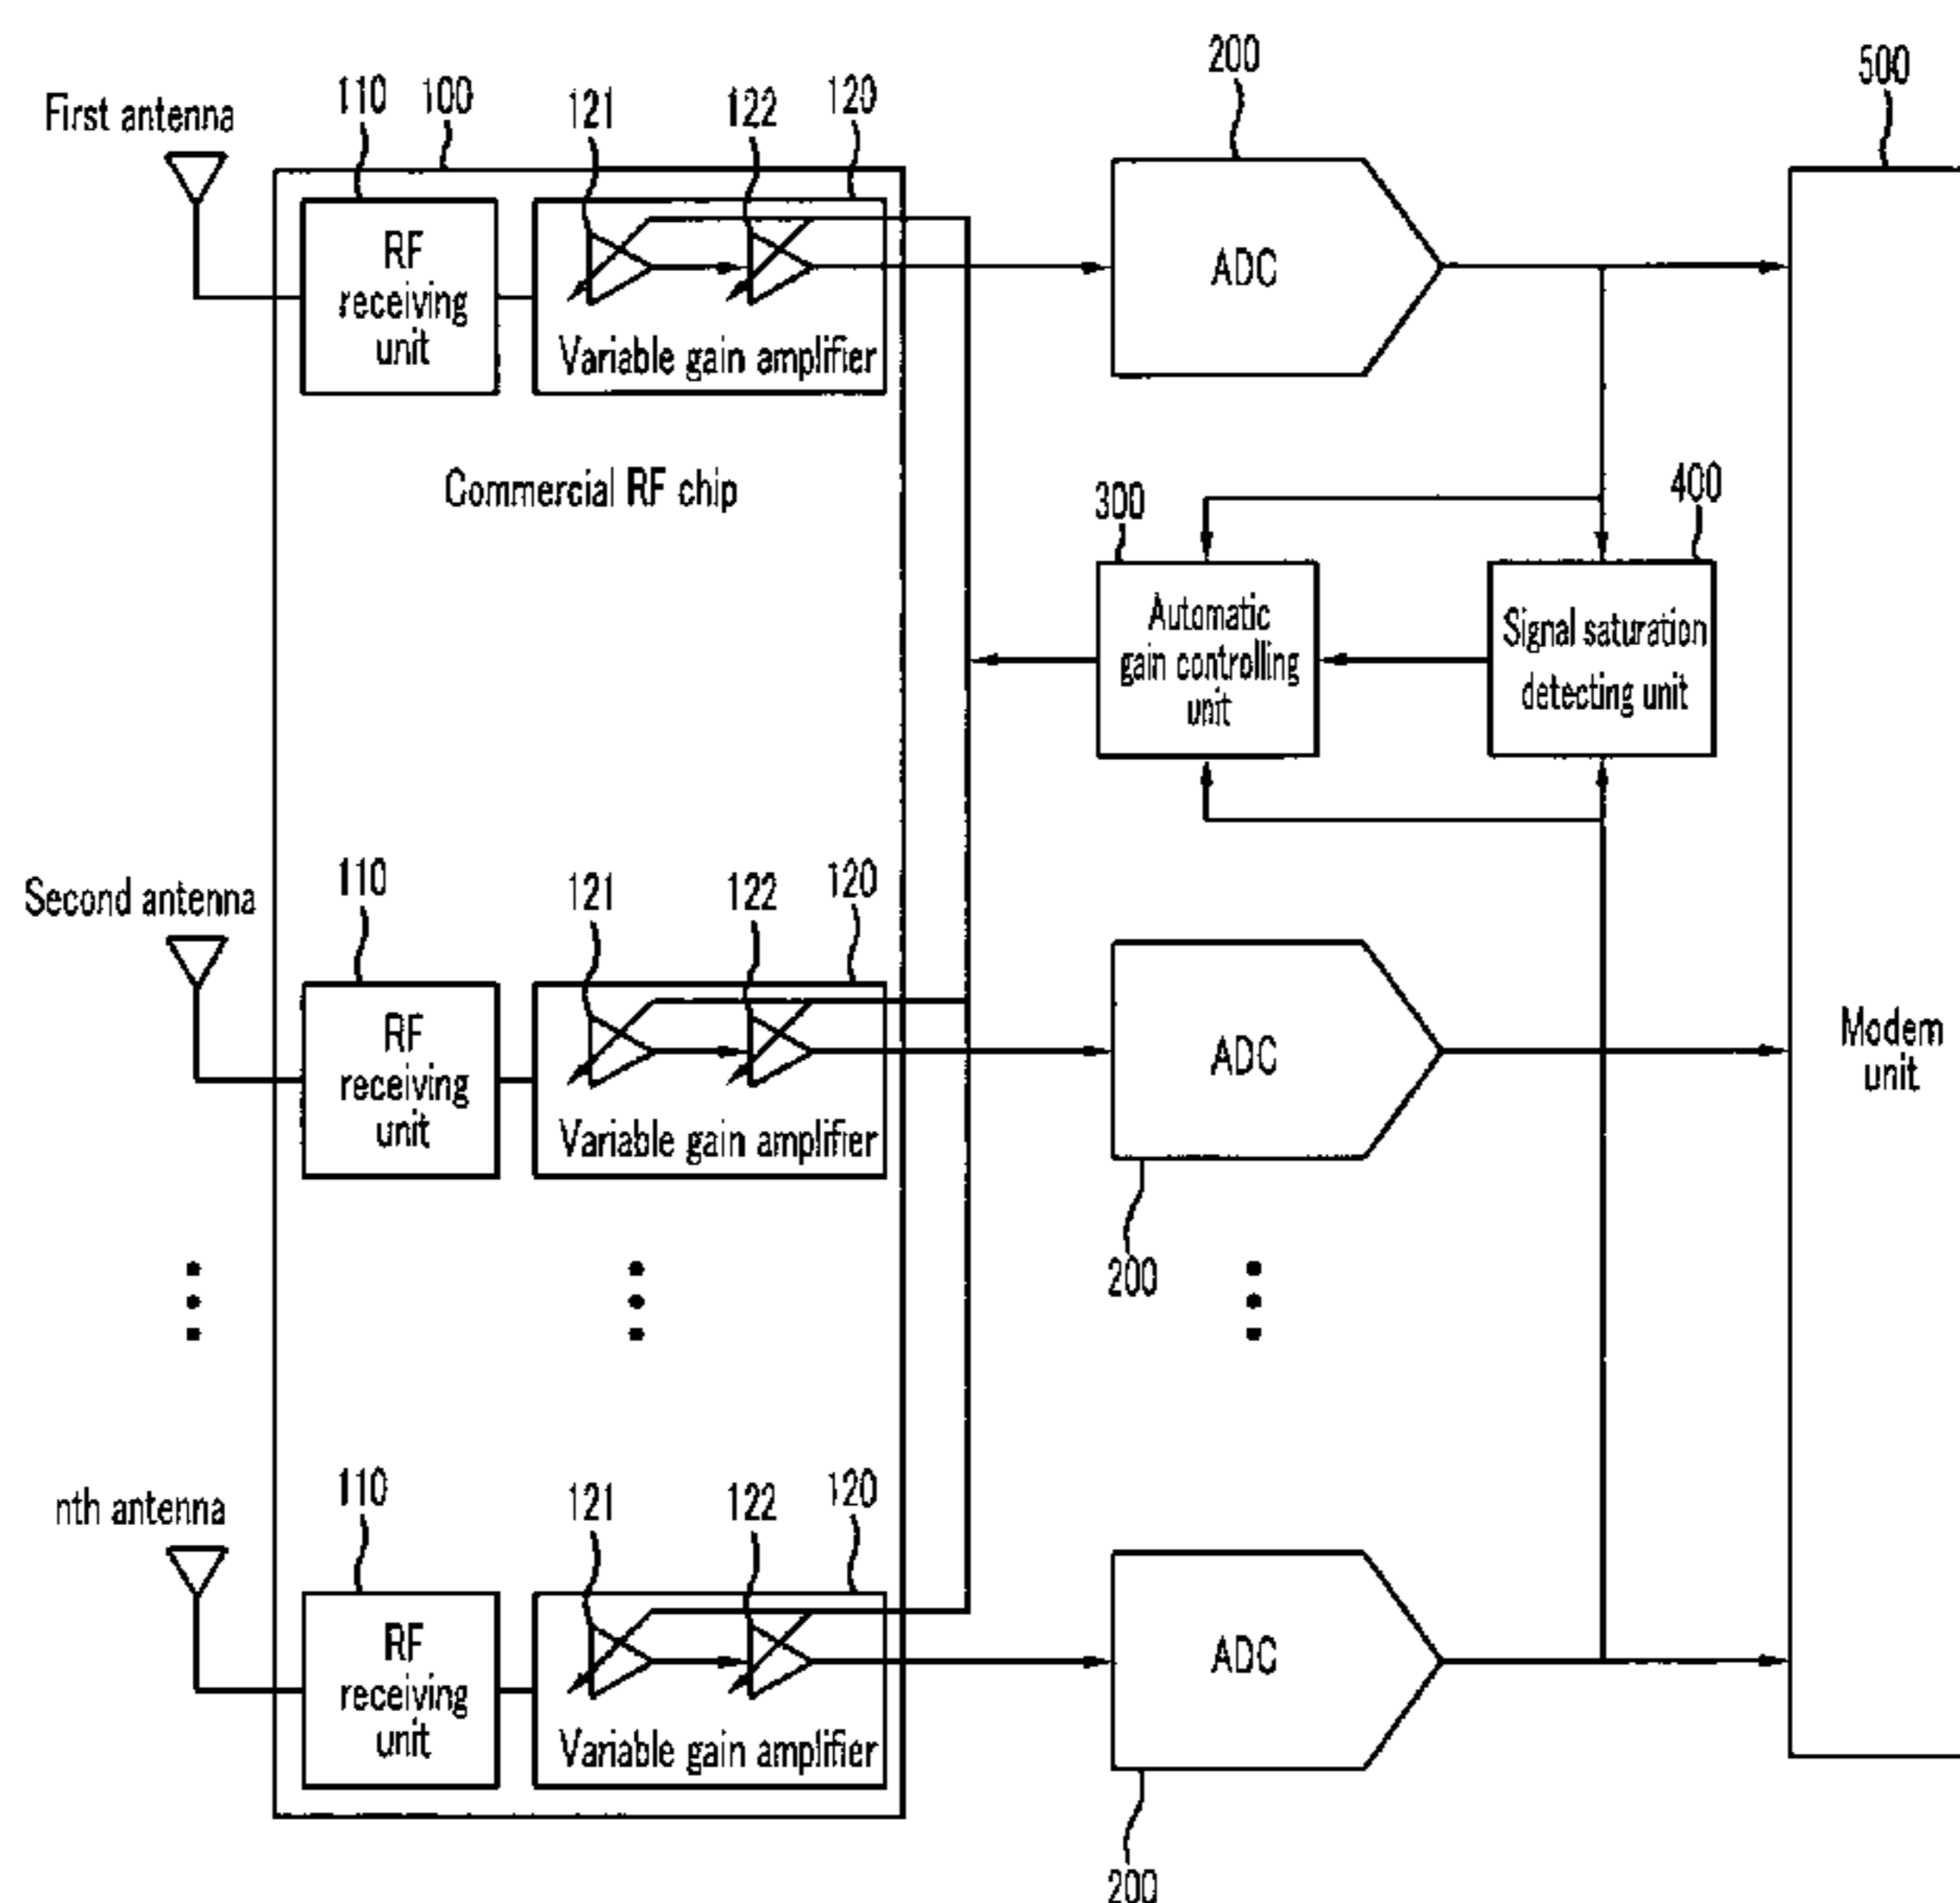 200
500
110
100
121
122
120
First antenna
RF
receiving
unit
Variable gain amplifier
ADC
Commercial RF chip
300
400
Automatic
gain controlling
unit
Signal saturation
detecting unit
Second antenna
110
121
122
120
RF
receiving
unit
Variable gain amplifier
ADC
Modem
unit
200
nth antenna
110
121
122
120
RF
receiving
unit
Variable gain amplifier
ADC
200